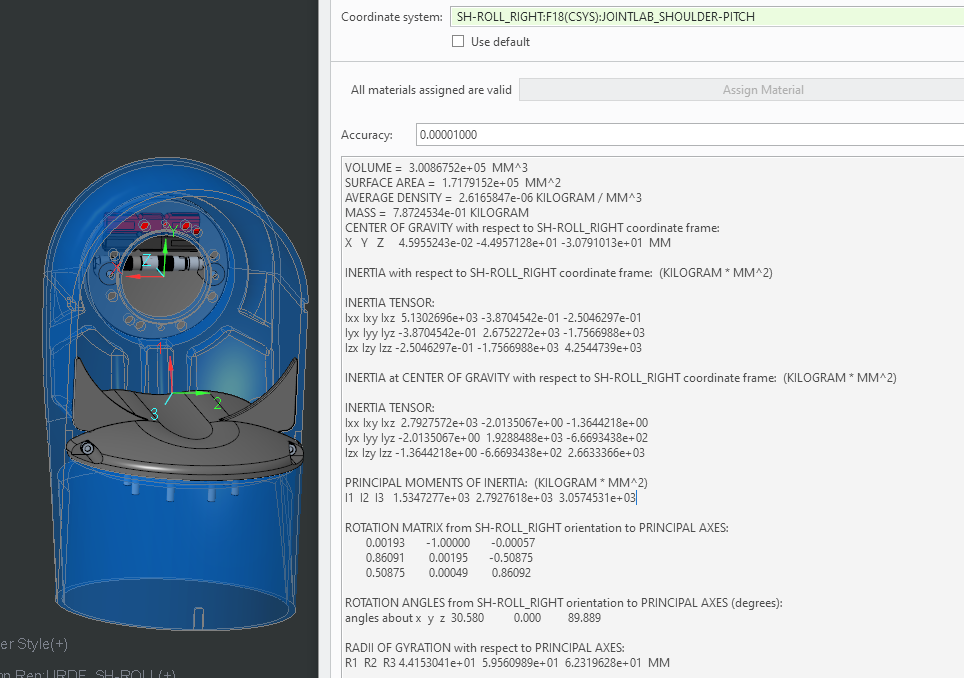 Coordinate system: SH-ROLL_RIGHT:F18(CSYS):JOINTLAB_SHOULDER-PITCH
Use default
All materials assigned are valid Assign Material
Accuracy: 0.00001000
VOLUME = 3.0086752e+05 MM^3
SURFACE AREA = 1.7179152e+05 MM^2
AVERAGE DENSITY = 2.6165847e-06 KILOGRAM / MM^3
MASS = 7.8724534e-01 KILOGRAM
CENTER OF GRAVITY with respect to SH-ROLL_RIGHT coordinate frame:
X Y Z 4.5955243e-02 -4.4957128e+01 -3.0791013e+01 MM
INERTIA with respect to SH-ROLL_RIGHT coordinate frame: (KILOGRAM * MM^2)
INERTIA TENSOR:
Ixx Ixy Ixz 5.1302696e+03 -3.8704542e-01 -2.5046297e-01
Iyx Iyy Iyz -3.8704542e-01 2.6752272e+03 -1.7566988e+03
Izx Izy Izz -2.5046297e-01 -1.7566988e+03 4.2544739e+03
INERTIA at CENTER OF GRAVITY with respect to SH-ROLL_RIGHT coordinate frame: (KILOGRAM * MM^2)
INERTIA TENSOR:
Ixx Ixy Ixz 2.7927572e+03 -2.0135067e+00 -1.3644218e+00
Iyx Iyy Iyz -2.0135067e+00 1.9288488e+03 -6.6693438e+02
Izx Izy Izz -1.3644218e+00 -6.6693438e+02 2.6633366e+03
PRINCIPAL MOMENTS OF INERTIA: (KILOGRAM * MM^2)
I1 I2 I3 1.5347277e+03 2.7927618e+03 3.0574531e+03
ROTATION MATRIX from SH-ROLL_RIGHT orientation to PRINCIPAL AXES:
0.00193 -1.00000 -0.00057
0.86091 0.00195 -0.50875
0.50875 0.00049 0.86092
ROTATION ANGLES from SH-ROLL_RIGHT orientation to PRINCIPAL AXES (degrees):
angles about x y z 30.580 0.000 89.889
RADII OF GYRATION with respect to PRINCIPAL AXES:
R1 R2 R3 4.4153041e+01 5.9560989e+01 6.2319628e+01 MM
Y
Z
X
1
2
3
er Style(+)